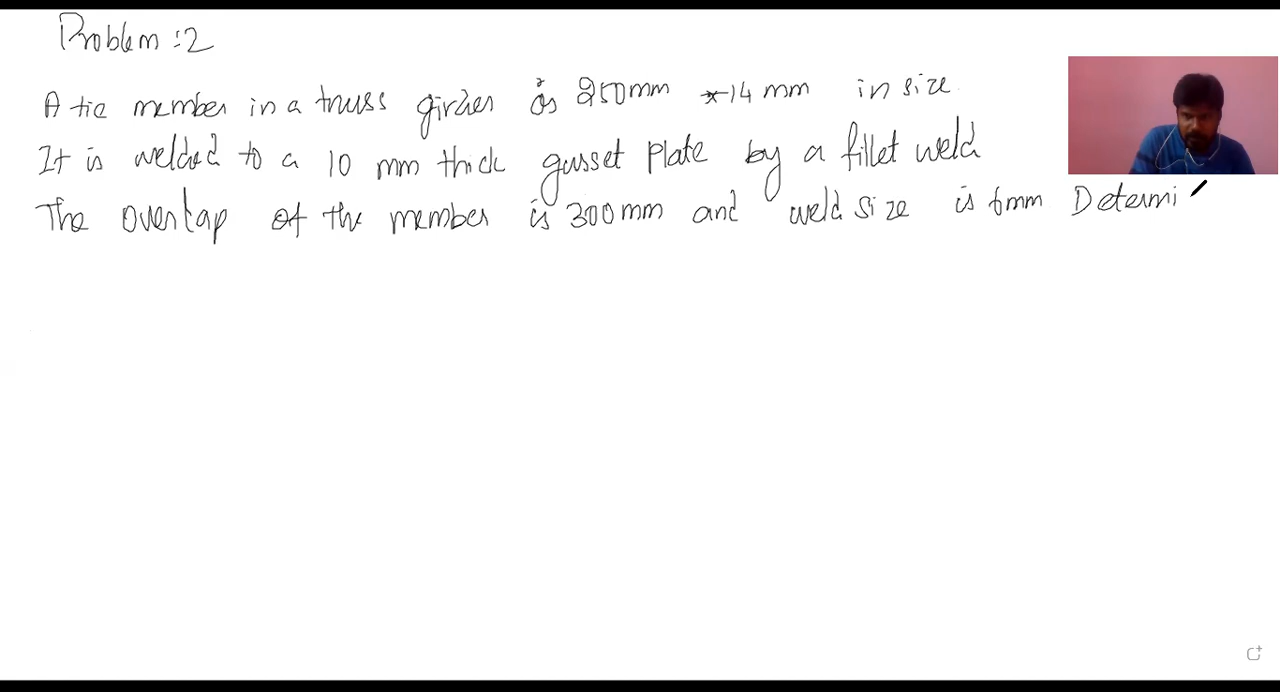 Problem :2
A tie member in a truss girder is 250mm *14 mm in size.
It is welded to a 10 mm thick gusset plate by a fillet weld
The overlap of the member is 300mm and weld size is 6mm Determi